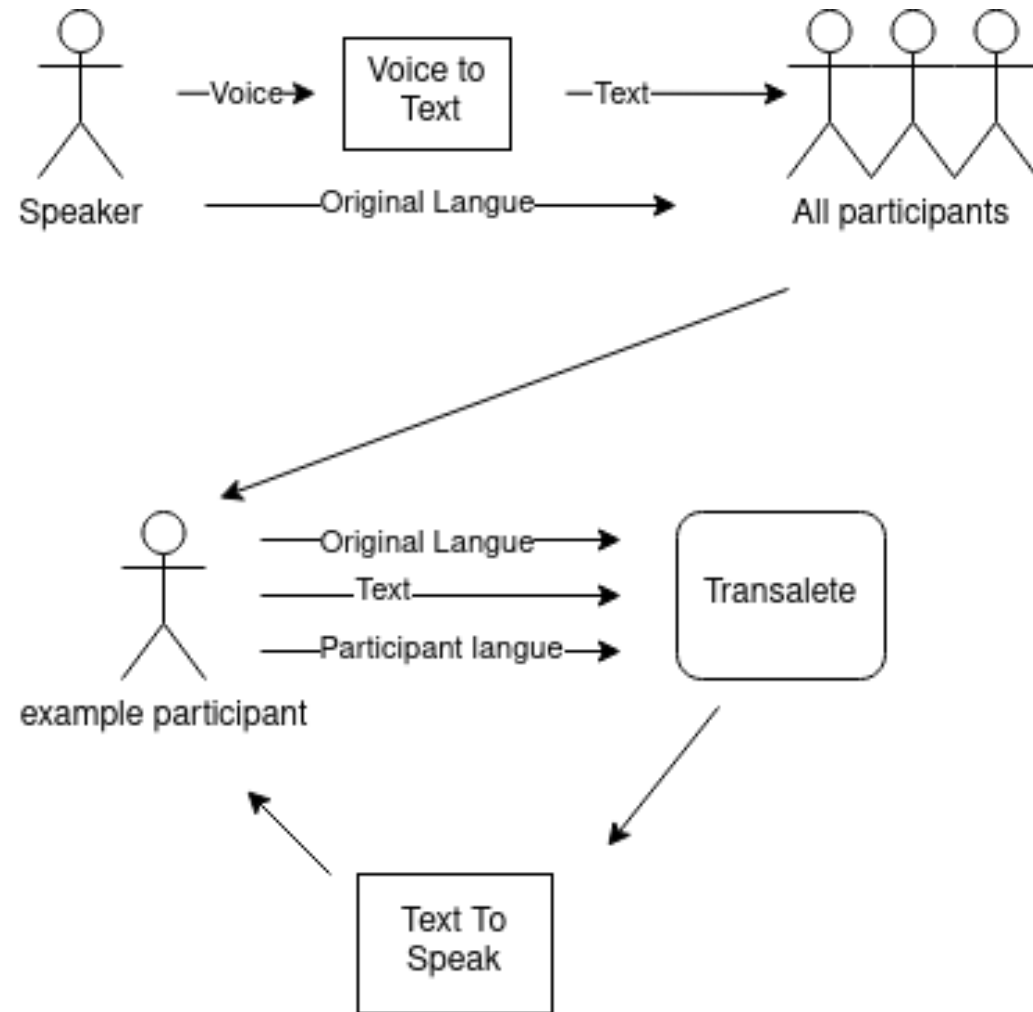 Voice
Voice to
Text
Text
Speaker
Original Langue
All participants
Original Langue
Text
Participant langue
Transalete
example participant
Text To
Speak